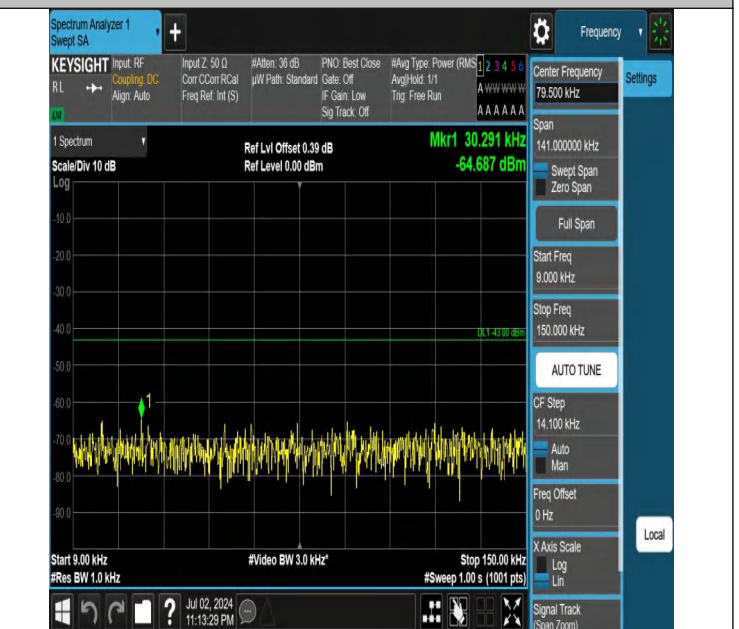 Spectrum Analyzer 1
Swept SA
+
Frequency
KEYSIGHT
RL
Input: RF
Coupling: DC
Align: Auto
Input Z: 50 Ω
Corr CCorr RCal
Freq Ref: Int (S)
#Atten: 36 dB
µW Path: Standard
PNO: Best Close
Gate: Off
IF Gain: Low
Sig Track: Off
#Avg Type: Power (RMS
Avg|Hold: 1/1
Trig: Free Run
1 2 3 4 5 6
A W W W W W
A A A A A A
1 Spectrum
Scale/Div 10 dB
Log
Ref Lvl Offset 0.39 dB
Ref Level 0.00 dBm
Mkr1 30.291 kHz
-64.687 dBm
-10.0
-20.0
-30.0
-40.0
DL1 -43.00 dBm
-50.0
-60.0
1
-70.0
-80.0
-90.0
Start 9.00 kHz
#Res BW 1.0 kHz
#Video BW 3.0 kHz*
Stop 150.00 kHz
#Sweep 1.00 s (1001 pts)
?
Jul 02, 2024
11:13:29 PM
Center Frequency
79.500 kHz
Settings
Span
141.000000 kHz
Swept Span
Zero Span
Full Span
Start Freq
9.000 kHz
Stop Freq
150.000 kHz
AUTO TUNE
CF Step
14.100 kHz
Auto
Man
Freq Offset
0 Hz
X Axis Scale
Log
Lin
Local
Signal Track
(Span Zoom)